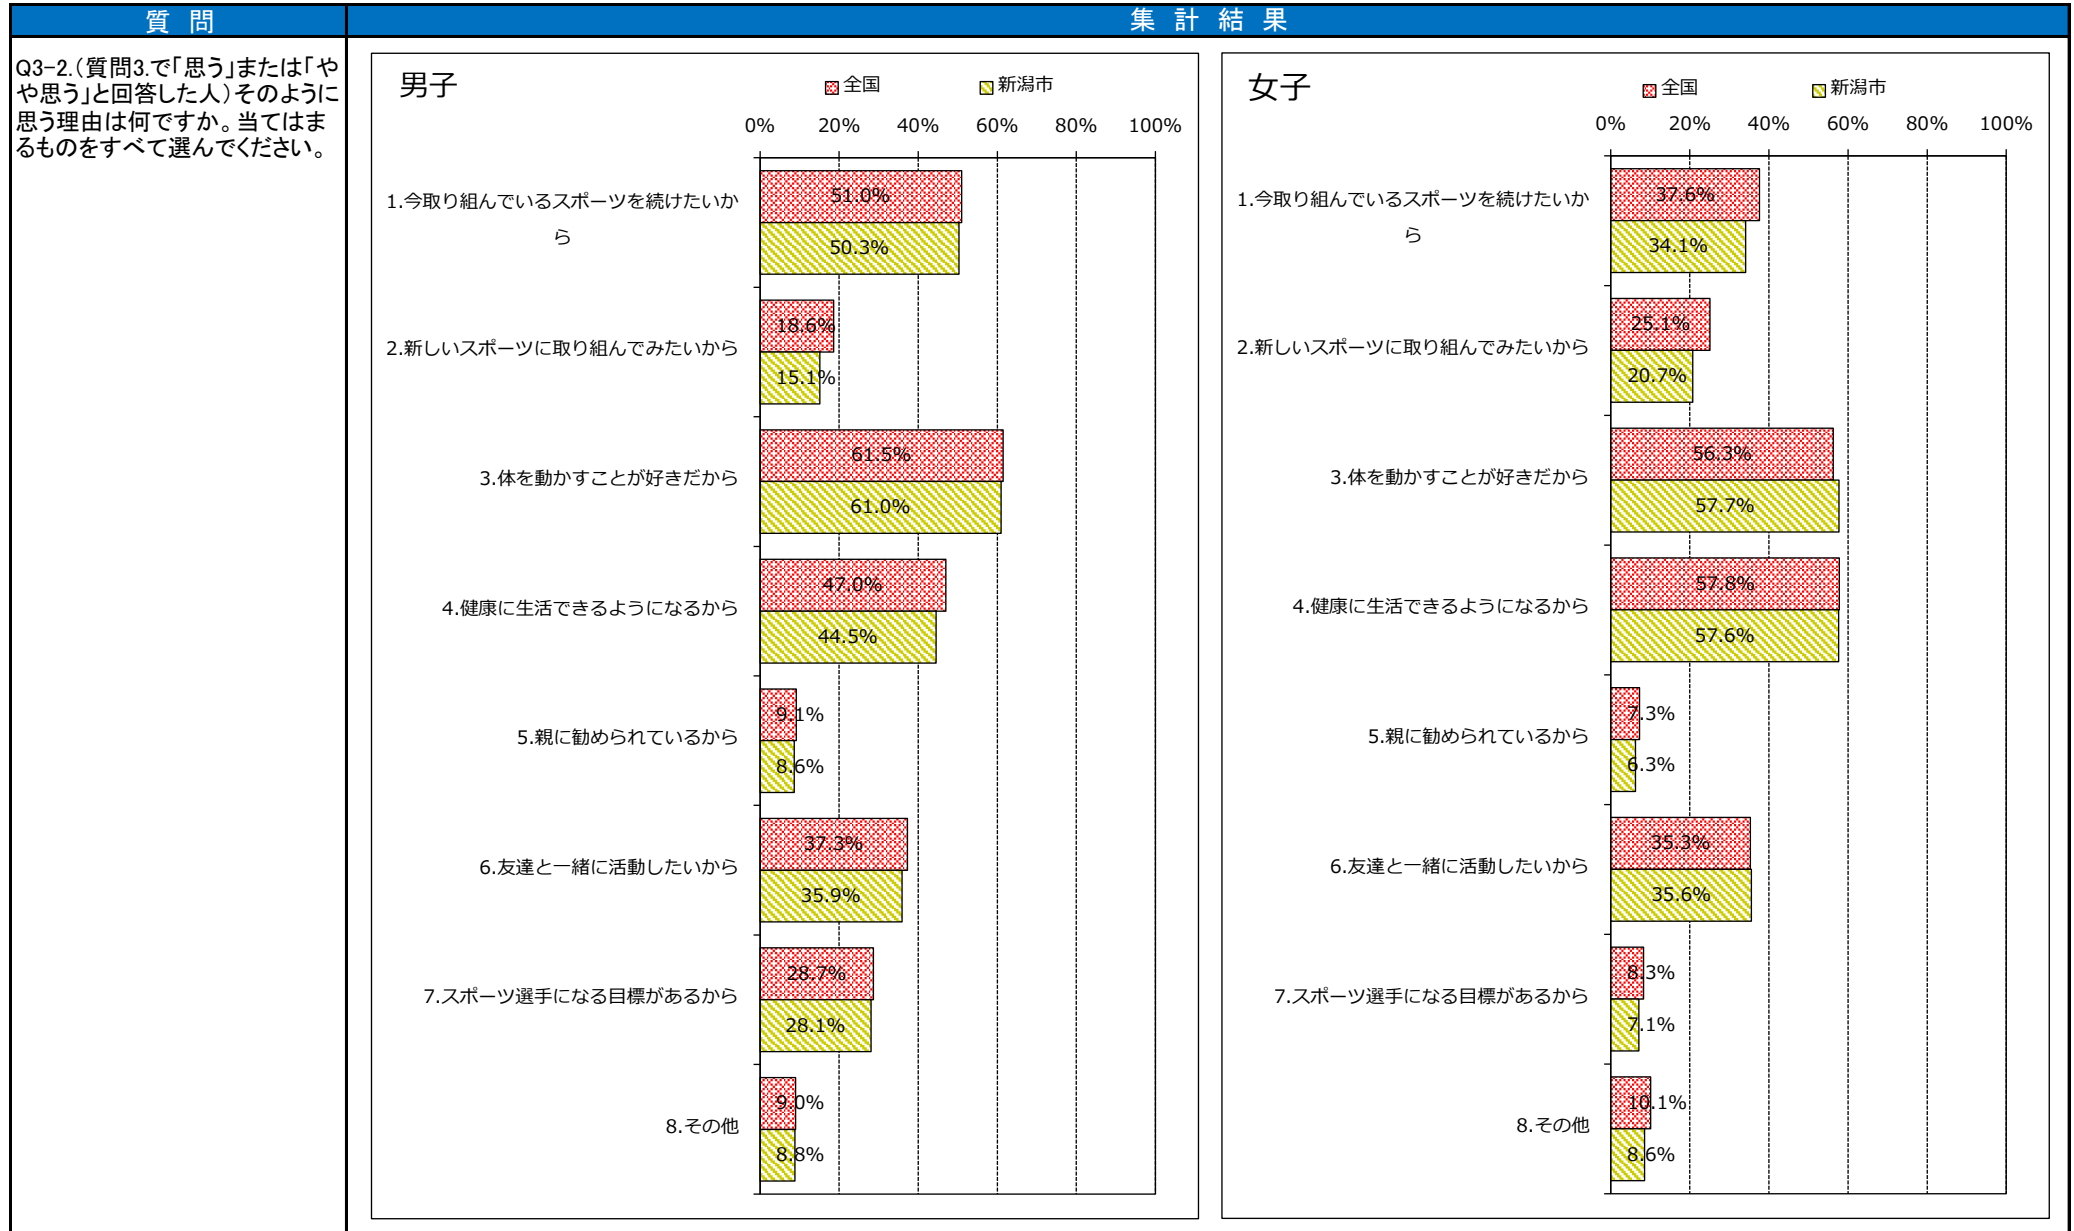 質 問
集 計 結 果
Q3-2.(質問3.で「思う」または「や
や思う」と回答した人)そのように
思う理由は何ですか。当てはま
るものをすべて選んでください。
男子
全国
新潟市
0% 20% 40% 60% 80% 100%
1.今取り組んでいるスポーツを続けたいか
ら
51.0%
50.3%
2.新しいスポーツに取り組んでみたいから
18.6%
15.1%
3.体を動かすことが好きだから
61.5%
61.0%
4.健康に生活できるようになるから
47.0%
44.5%
5.親に勧められているから
9.1%
8.6%
6.友達と一緒に活動したいから
37.3%
35.9%
7.スポーツ選手になる目標があるから
28.7%
28.1%
8.その他
9.0%
8.8%
女子
全国
新潟市
0% 20% 40% 60% 80% 100%
1.今取り組んでいるスポーツを続けたいか
ら
37.6%
34.1%
2.新しいスポーツに取り組んでみたいから
25.1%
20.7%
3.体を動かすことが好きだから
56.3%
57.7%
4.健康に生活できるようになるから
57.8%
57.6%
5.親に勧められているから
7.3%
6.3%
6.友達と一緒に活動したいから
35.3%
35.6%
7.スポーツ選手になる目標があるから
8.3%
7.1%
8.その他
10.1%
8.6%